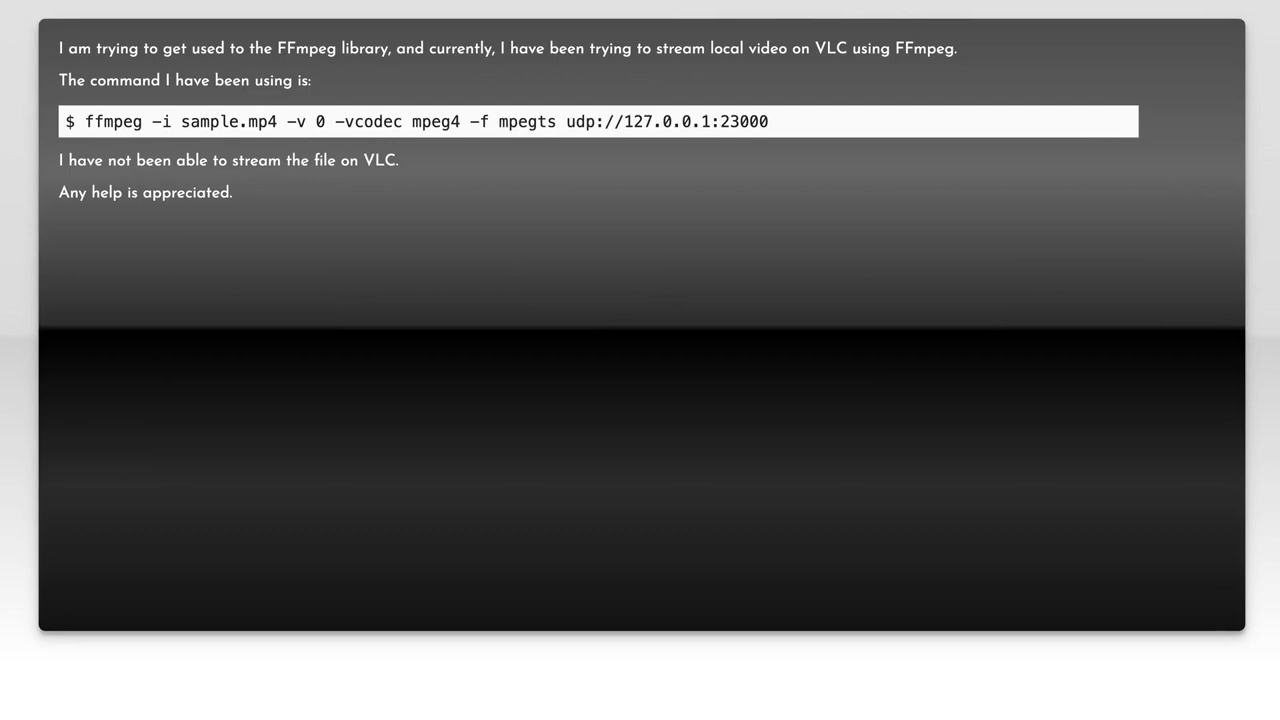 I am trying to get used to the FFmpeg library, and currently, I have been trying to stream local video on VLC using FFmpeg.
The command I have been using is:
$ ffmpeg -i sample.mp4 -v 0 -vcodec mpeg4 -f mpegts udp://127.0.0.1:23000
I have not been able to stream the file on VLC.
Any help is appreciated.